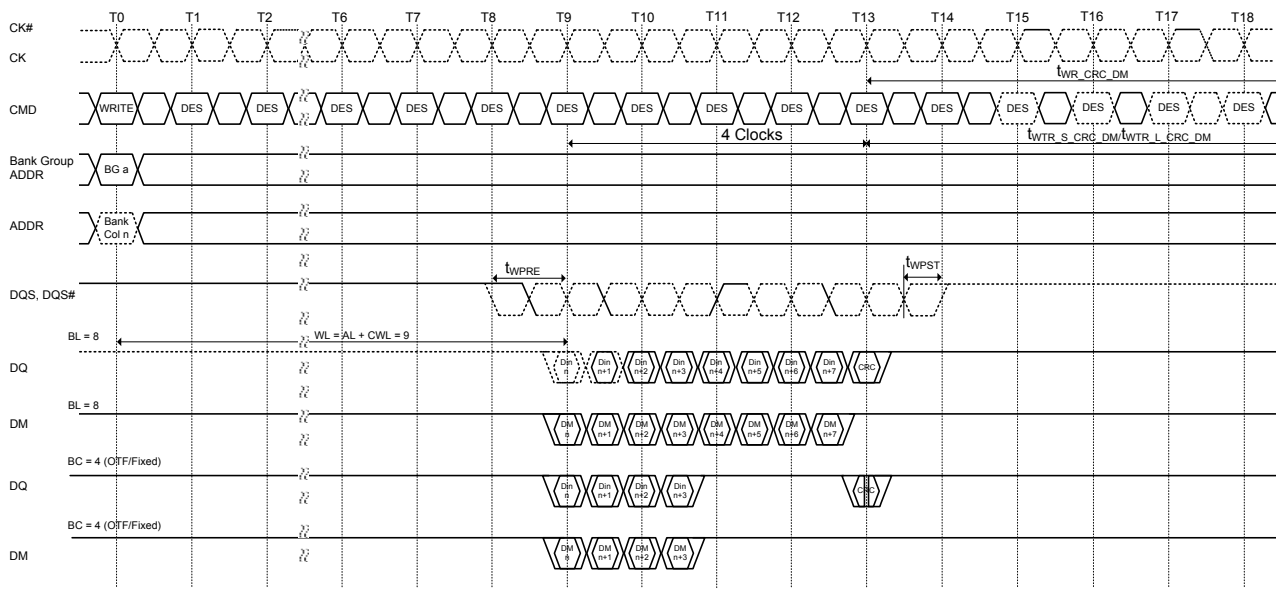 T0 T1 T2 T6 T7 T8 T9 T10 T11 T12 T13 T14 T15 T16 T17 T18
CK#
CK
tWR_CRC_DM
CMD WRITE DES DES DES DES DES DES DES DES DES DES DES DES DES DES DES
4 Clocks
tWTR_S_CRC_DM/tWTR_L_CRC_DM
Bank Group
ADDR
BG a
ADDR
Bank
Col n
tWPRE
tWPST
DQS, DQS#
BL = 8
WL = AL + CWL = 9
DQ
Din n Din n+1 Din n+2 Din n+3 Din n+4 Din n+5 Din n+6 Din n+7 CRC
BL = 8
DM
DM n DM n+1 DM n+2 DM n+3 DM n+4 DM n+5 DM n+6 DM n+7
BC = 4 (OTF/Fixed)
DQ
Din n Din n+1 Din n+2 Din n+3 CRC
BC = 4 (OTF/Fixed)
DM
DM n DM n+1 DM n+2 DM n+3